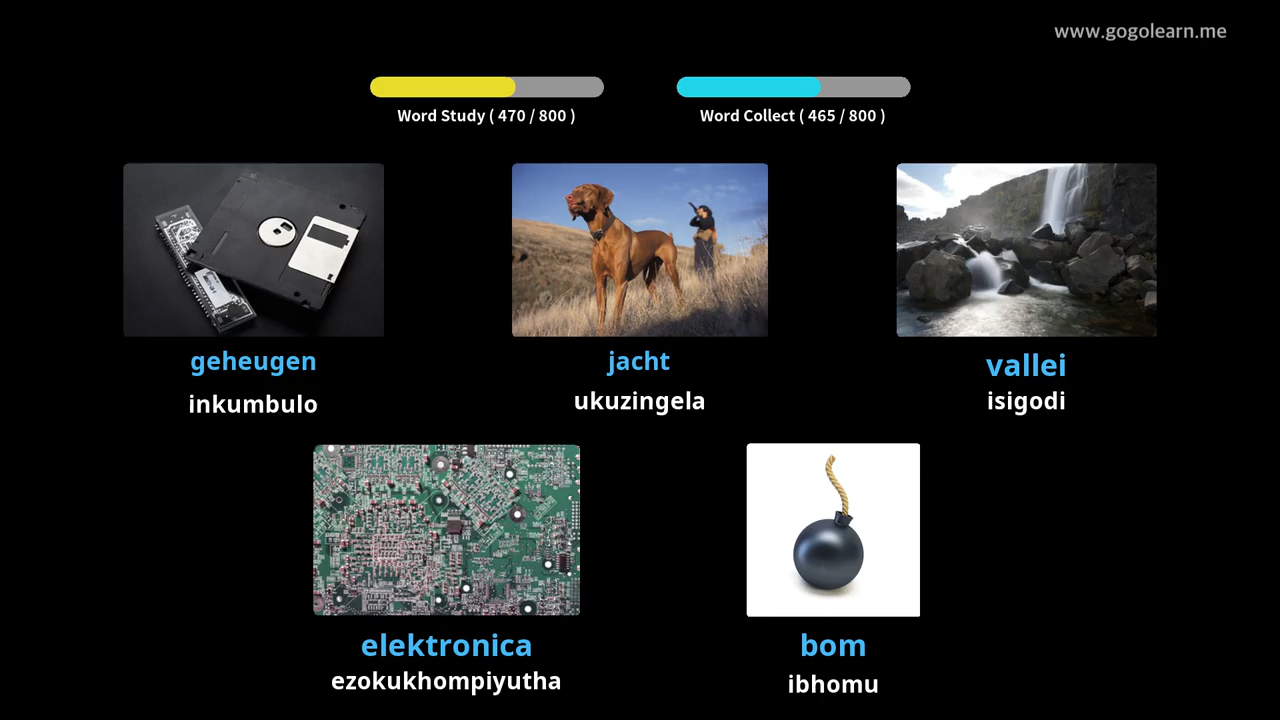 www.gogolearn.me
Word Study ( 470 / 800 )
Word Collect ( 465 / 800 )
geheugen
inkumbulo
jacht
ukuzingela
vallei
isigodi
elektronica
ezokukhompiyutha
bom
ibhomu